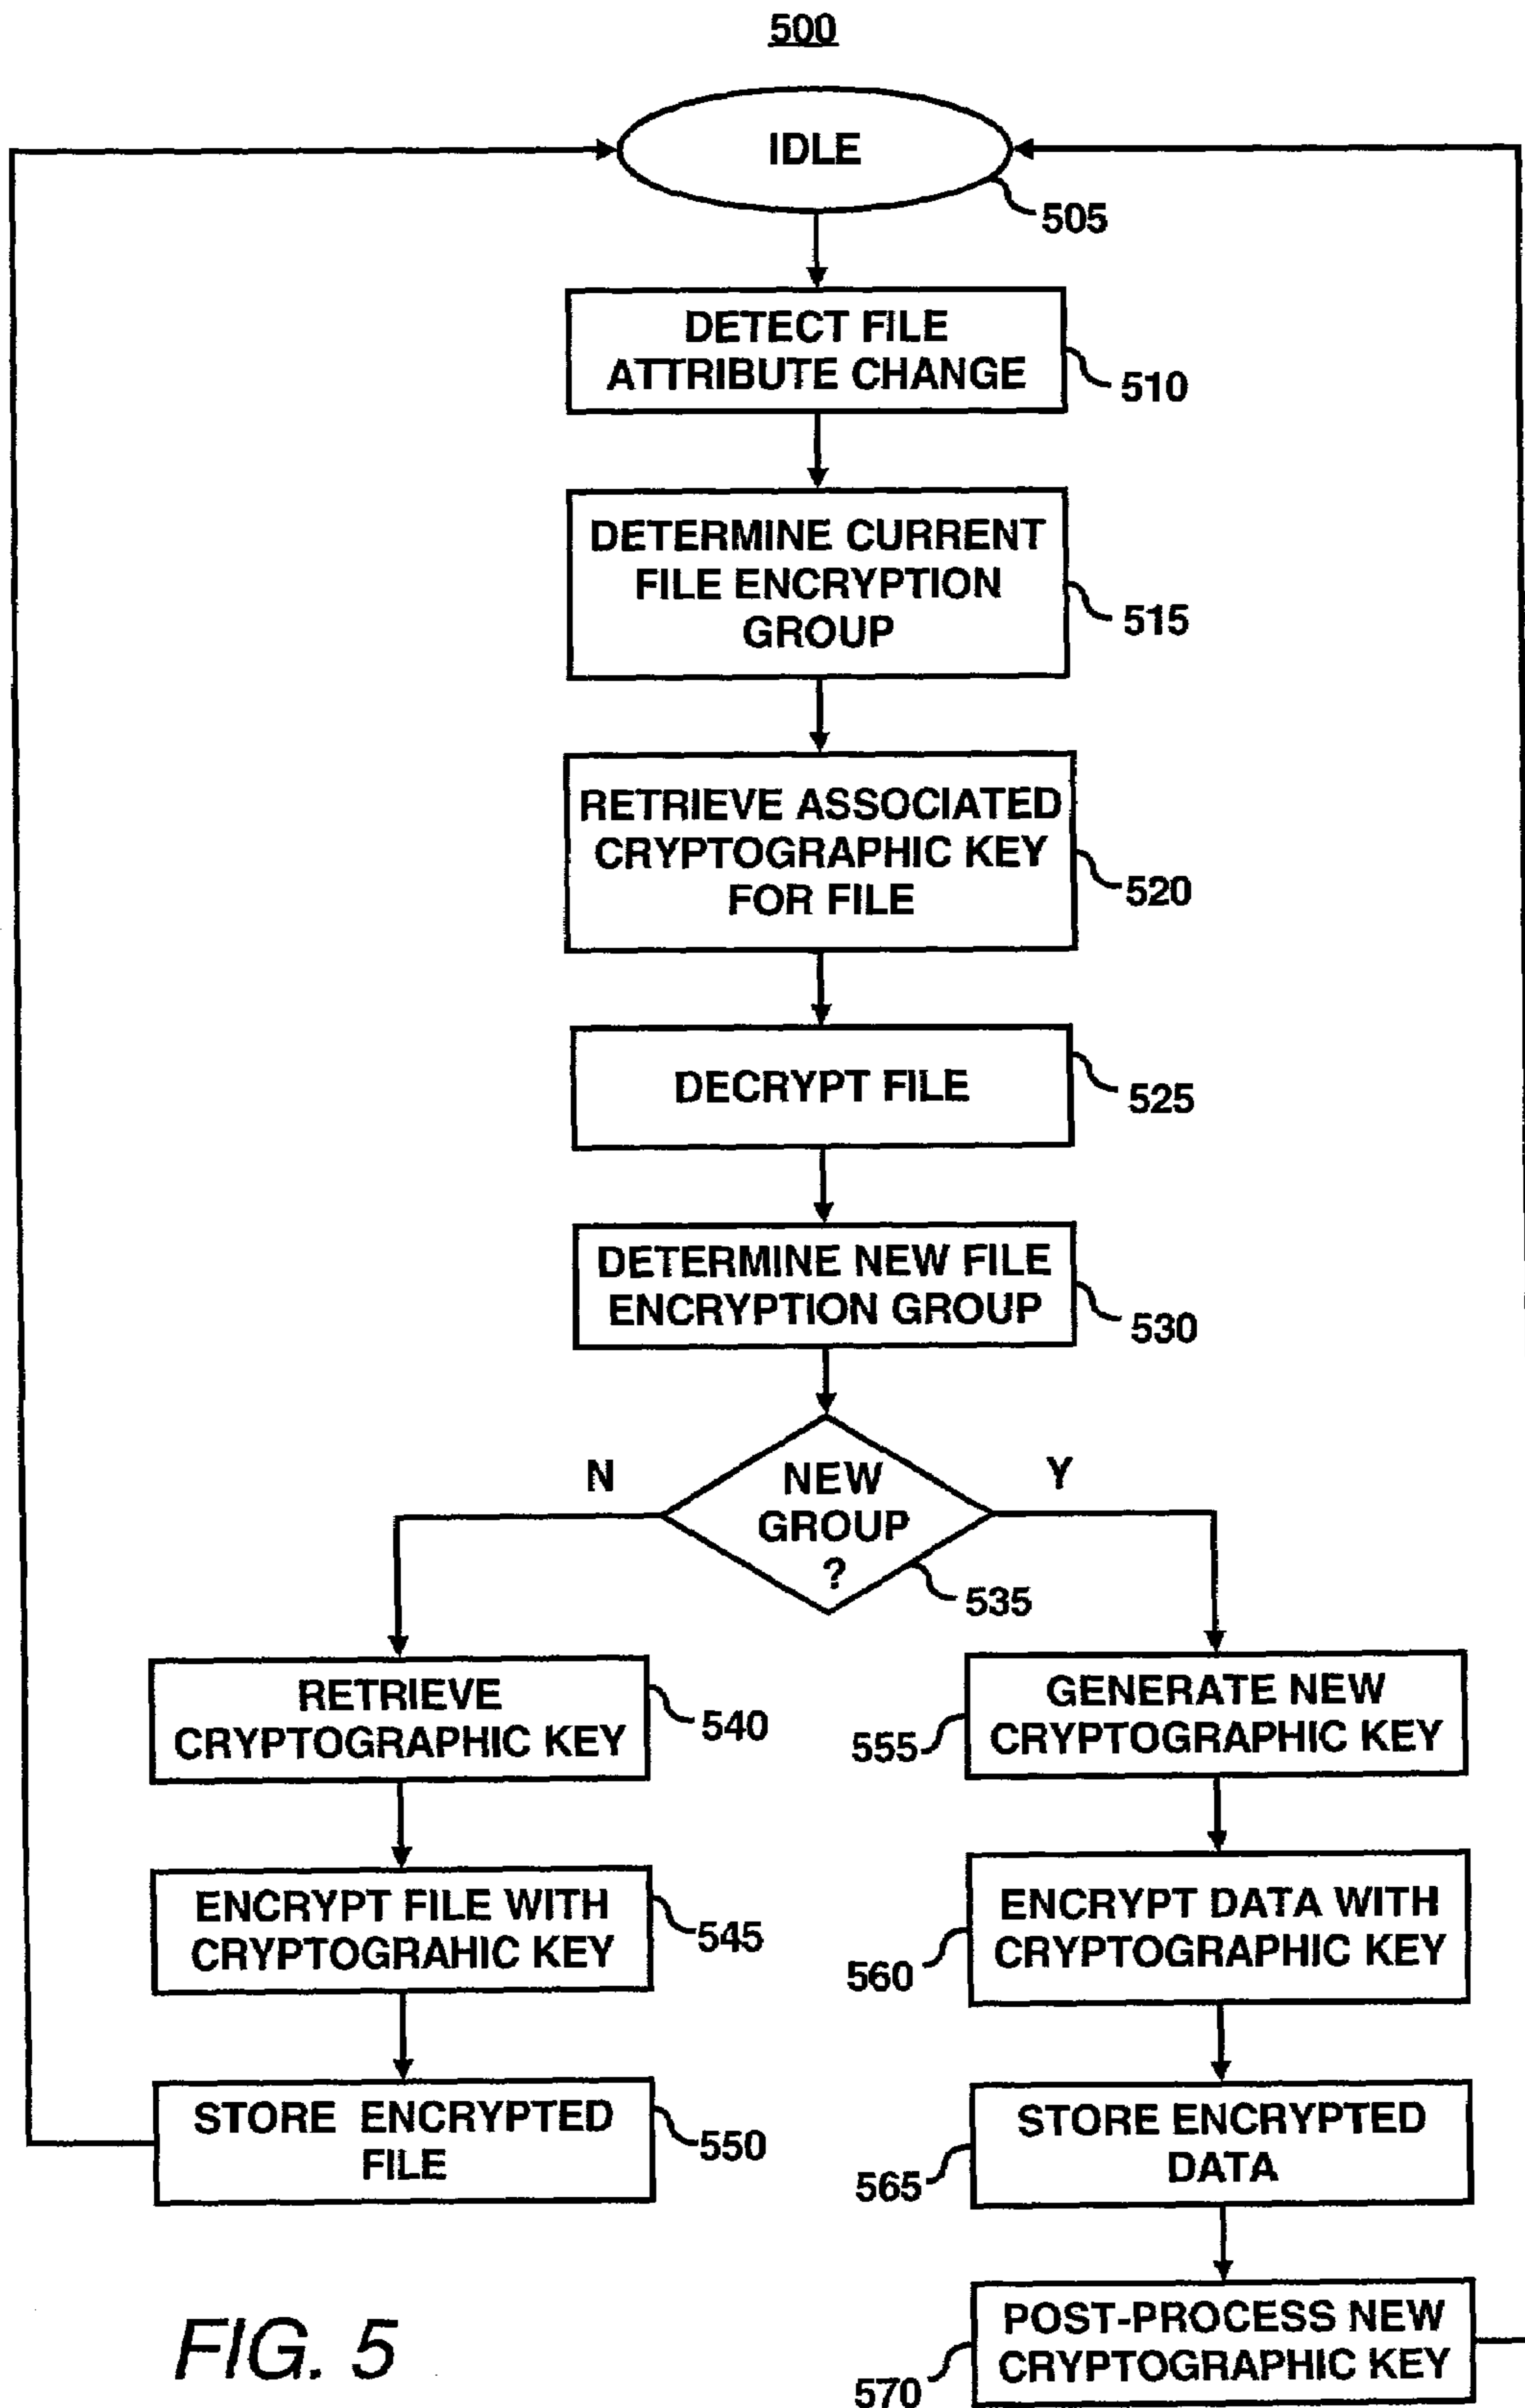 500
IDLE
505
DETECT FILE
ATTRIBUTE CHANGE
510
DETERMINE CURRENT
FILE ENCRYPTION
GROUP
515
RETRIEVE ASSOCIATED
CRYPTOGRAPHIC KEY
FOR FILE
520
DECRYPT FILE
525
DETERMINE NEW FILE
ENCRYPTION GROUP
530
N
NEW
GROUP
?
Y
535
RETRIEVE
CRYPTOGRAPHIC KEY
540
ENCRYPT FILE WITH
CRYPTOGRAHIC KEY
545
STORE ENCRYPTED
FILE
550
GENERATE NEW
CRYPTOGRAPHIC KEY
555
ENCRYPT DATA WITH
CRYPTOGRAPHIC KEY
560
STORE ENCRYPTED
DATA
565
POST-PROCESS NEW
CRYPTOGRAPHIC KEY
570
FIG. 5